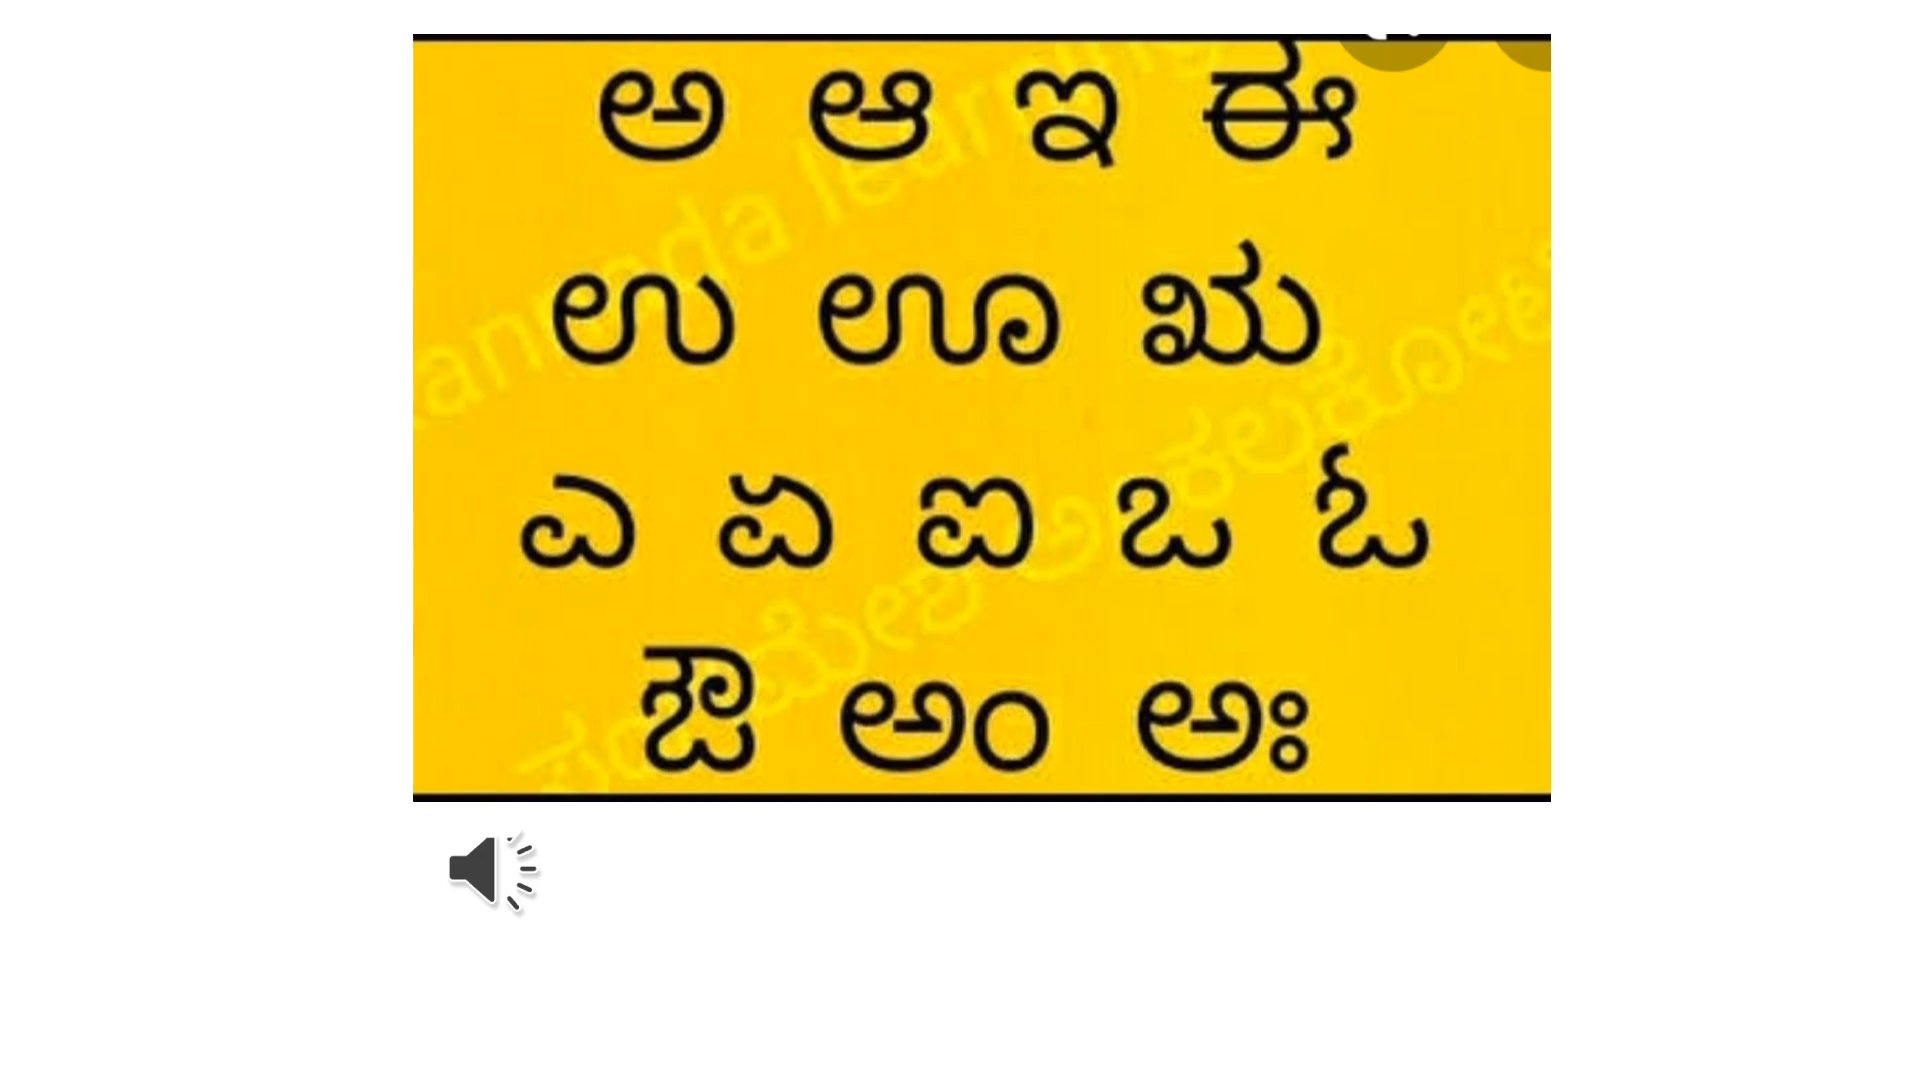 ಅ ಆ ಇ ಈ
ಉ ಊ ಋ
ಎ ಏ ಐ ಒ ಓ
ಔ ಅಂ ಅಃ